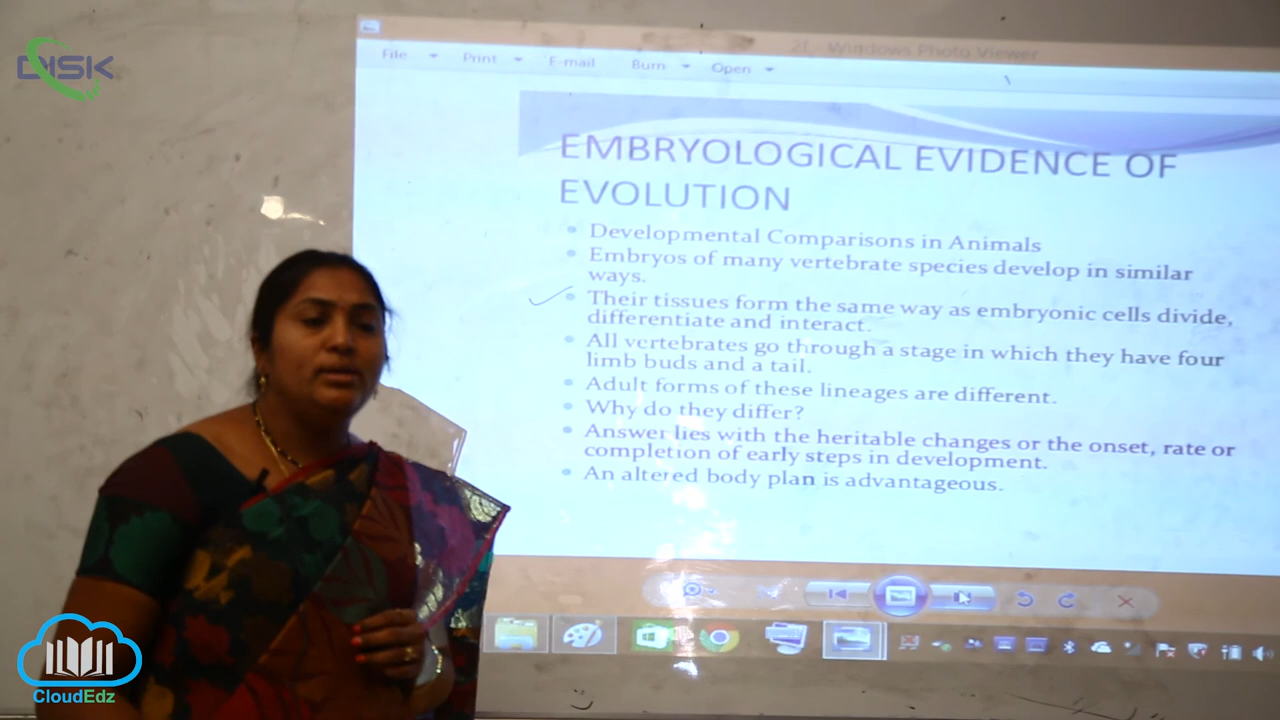 DISK
21 - Windows Photo Viewer
File Print E-mail Burn Open
EMBRYOLOGICAL EVIDENCE OF
EVOLUTION
Developmental Comparisons in Animals
Embryos of many vertebrate species develop in similar
ways.
Their tissues form the same way as embryonic cells divide,
differentiate and interact.
All vertebrates go through a stage in which they have four
limb buds and a tail.
Adult forms of these lineages are different.
Why do they differ?
Answer lies with the heritable changes or the onset, rate or
completion of early steps in development.
An altered body plan is advantageous.
CloudEdz